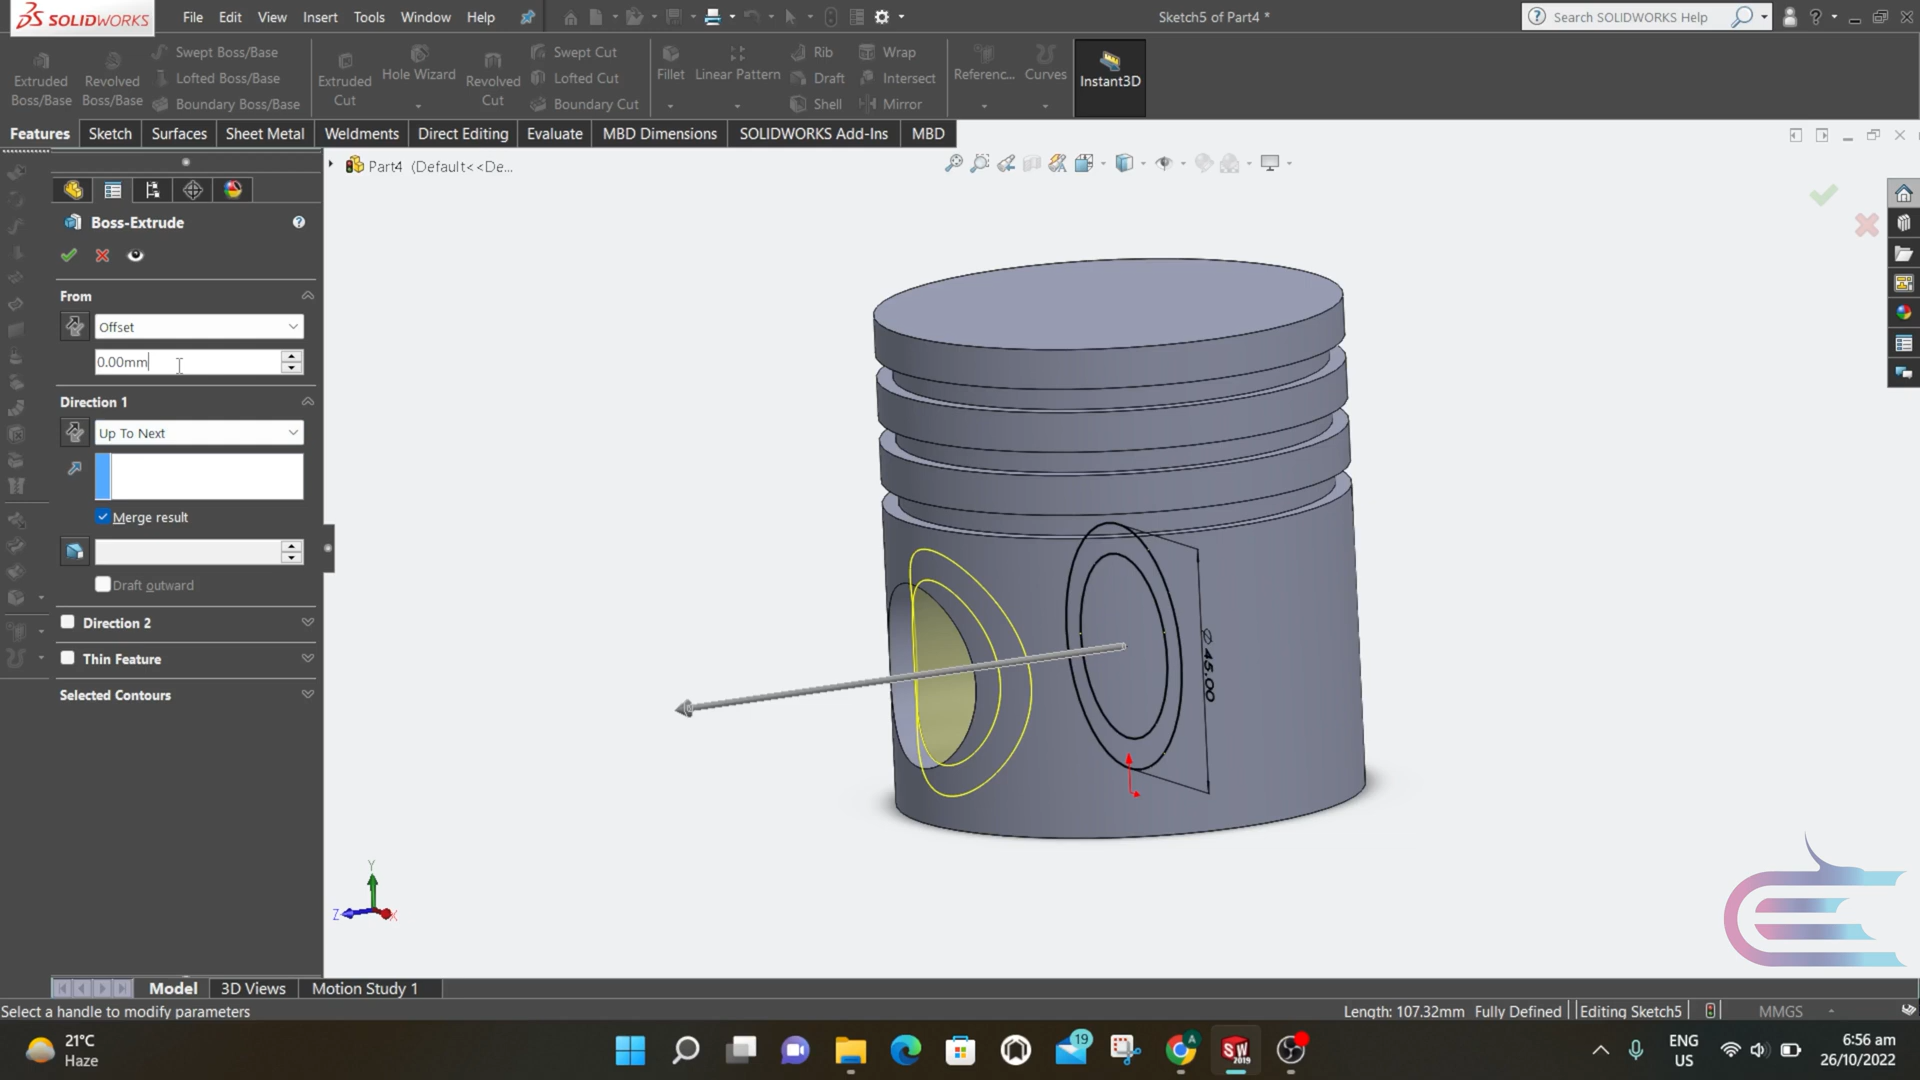 SOLIDWORKS File Edit View Insert Tools Window Help Sketch5 of Part4 * Search SOLIDWORKS Help
Extruded Boss/Base
Revolved Boss/Base
Swept Boss/Base
Lofted Boss/Base
Boundary Boss/Base
Extruded Cut
Hole Wizard
Revolved Cut
Swept Cut
Lofted Cut
Boundary Cut
Fillet
Linear Pattern
Rib
Draft
Shell
Wrap
Intersect
Mirror
Referenc...
Curves
Instant3D
Features Sketch Surfaces Sheet Metal Weldments Direct Editing Evaluate MBD Dimensions SOLIDWORKS Add-Ins MBD
Part4 (Default<<De...
Boss-Extrude
From
Offset
0.00mm
Direction 1
Up To Next
Merge result
Draft outward
Direction 2
Thin Feature
Selected Contours
Ø 45.00
Y
Z
X
Model 3D Views Motion Study 1
Select a handle to modify parameters Length: 107.32mm Fully Defined Editing Sketch5 MMGS
21°C
Haze
19
A
SW
2019
ENG
US
6:56 am
26/10/2022